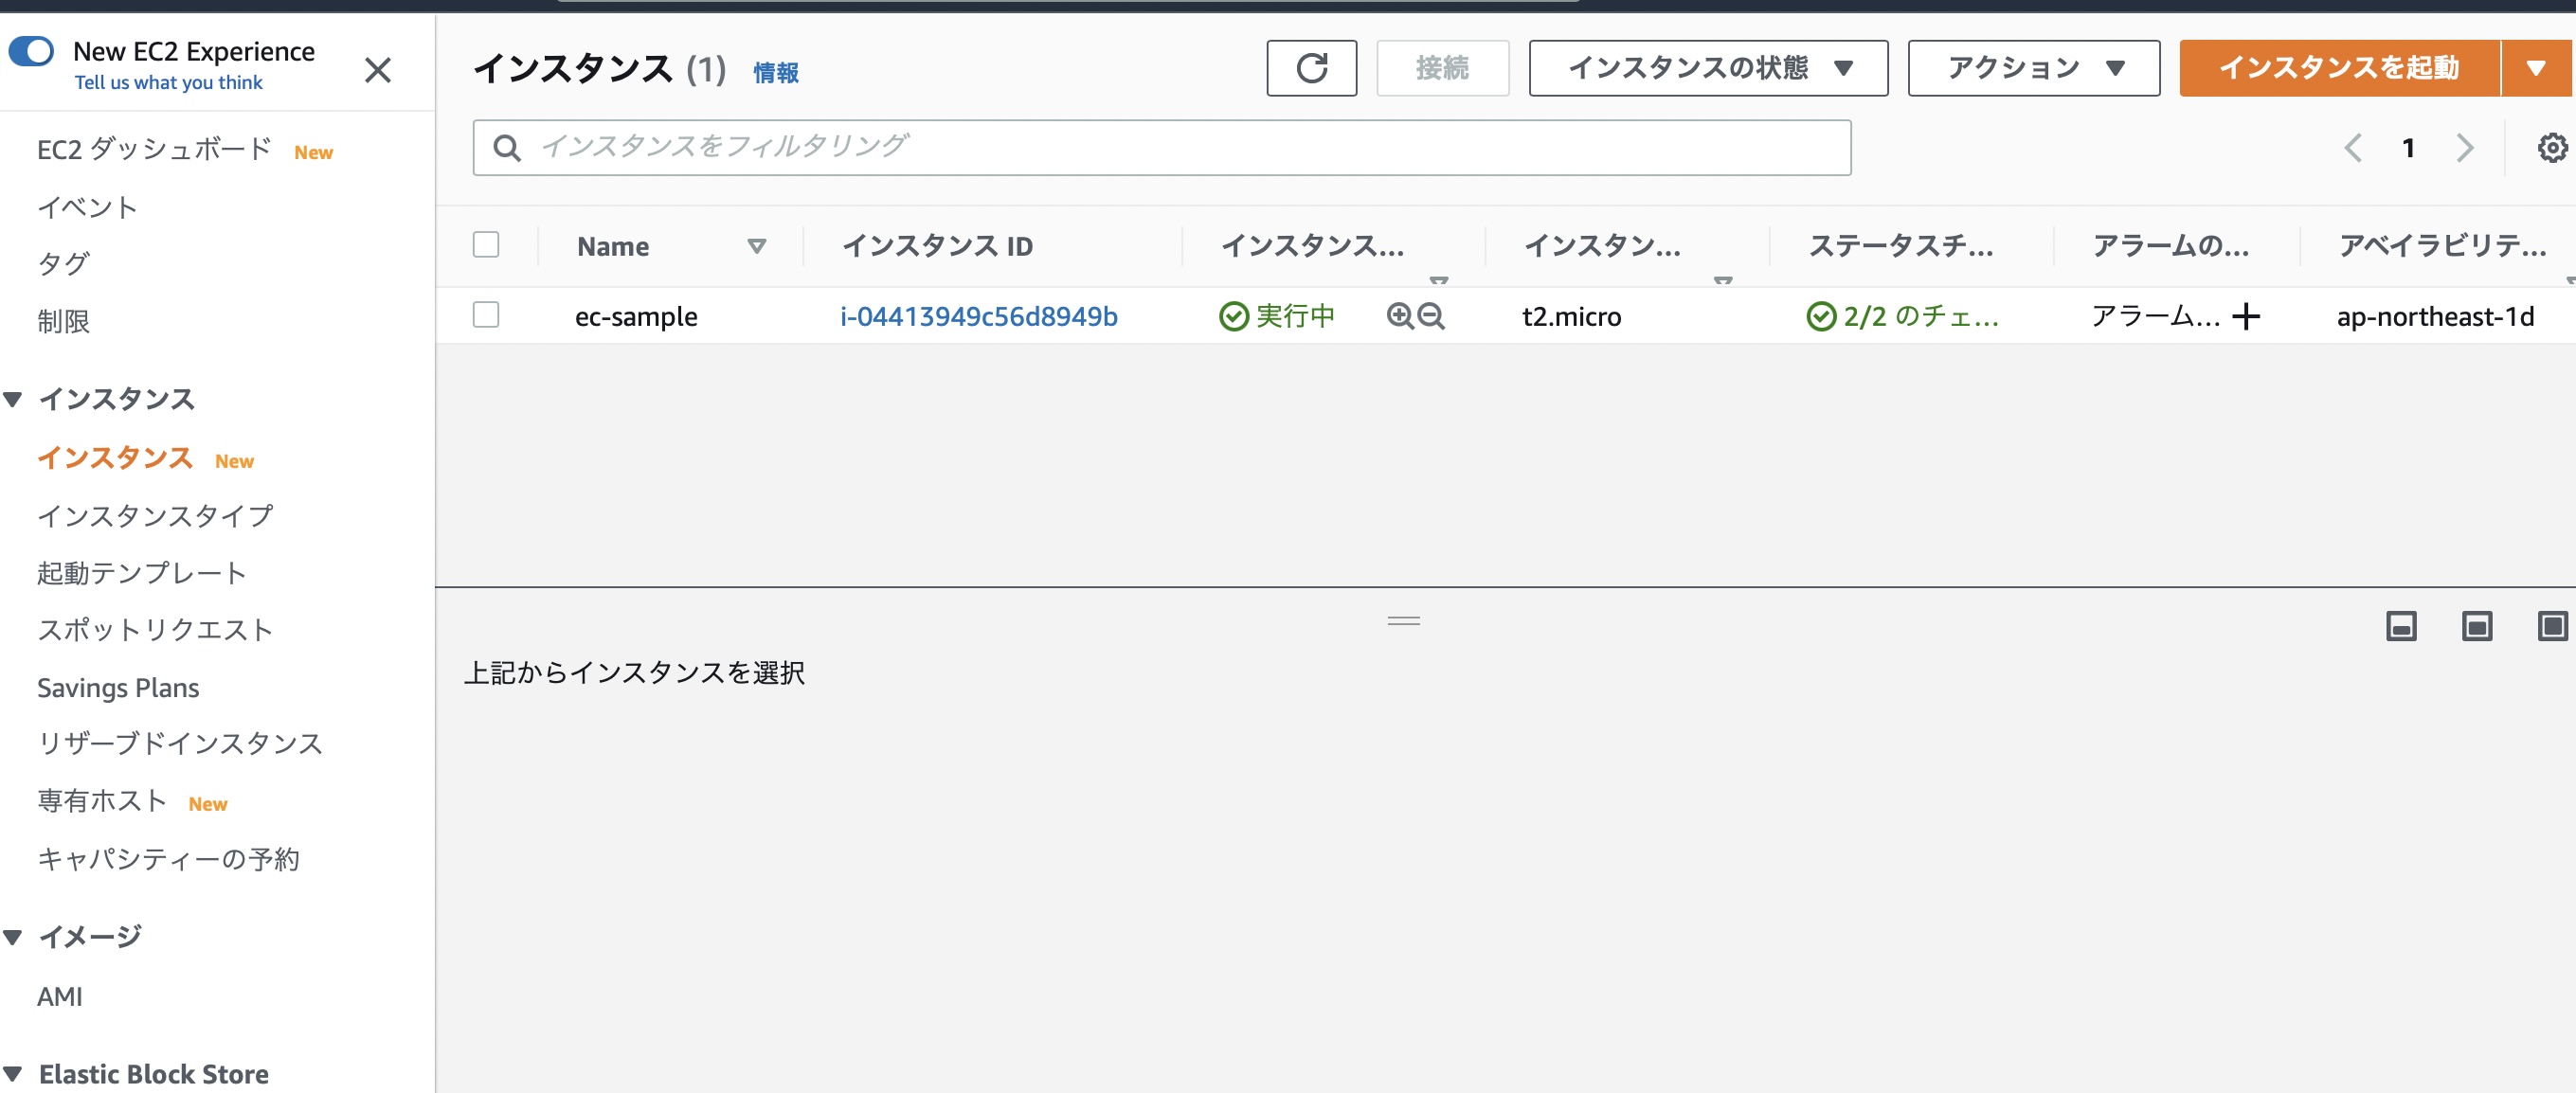 New EC2 Experience
Tell us what you think
EC2 ダッシュボード New
イベント
タグ
制限
インスタンス
インスタンス New
インスタンスタイプ
起動テンプレート
スポットリクエスト
Savings Plans
リザーブドインスタンス
専有ホスト New
キャパシティーの予約
イメージ
AMI
Elastic Block Store
インスタンス (1) 情報
接続
インスタンスの状態
アクション
インスタンスを起動
インスタンスをフィルタリング
1
Name インスタンス ID インスタンス... インスタン... ステータスチ... アラームの... アベイラビリテ...
ec-sample i-04413949c56d8949b 実行中 t2.micro 2/2 のチェ... アラーム... ap-northeast-1d
上記からインスタンスを選択